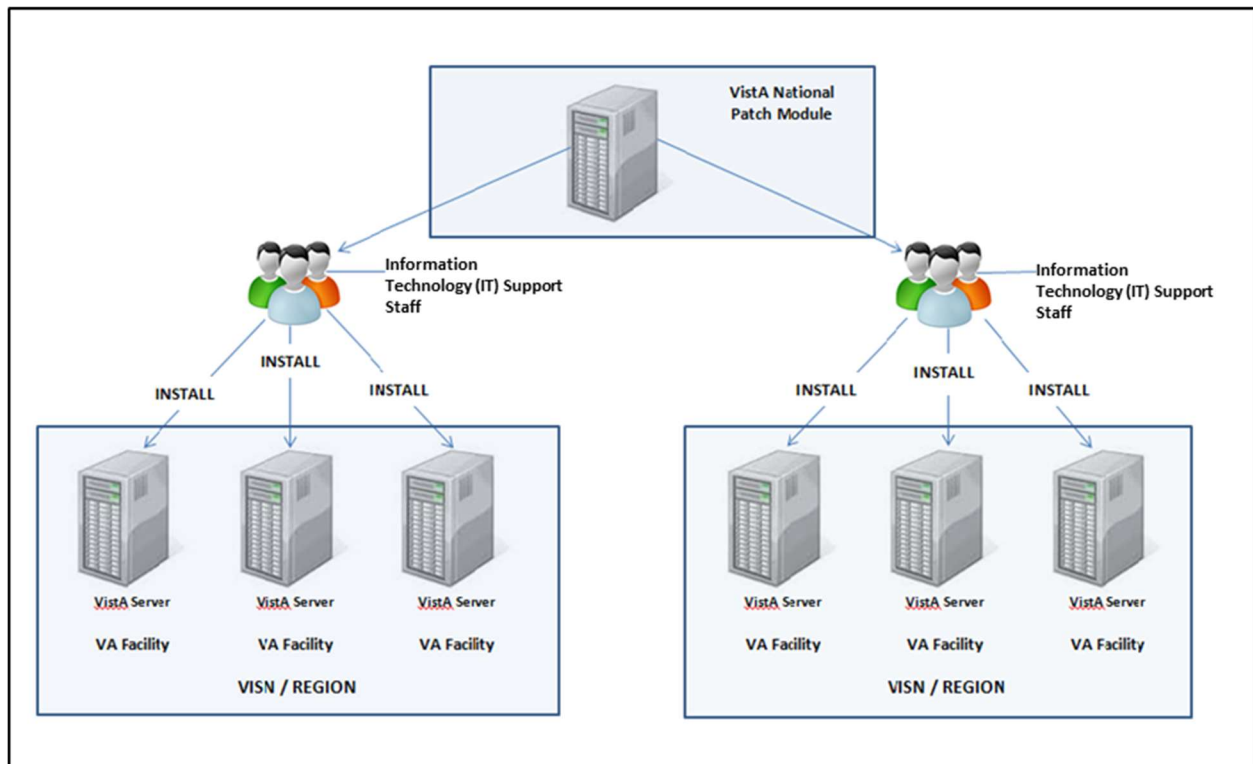 VistA National
Patch Module
Information
Technology (IT) Support
Staff
Information
Technology (IT) Support
Staff
INSTALL
INSTALL
INSTALL
INSTALL
INSTALL
INSTALL
VistA Server
VistA Server
VistA Server
VA Facility
VA Facility
VA Facility
VISN / REGION
VistA Server
VistA Server
VistA Server
VA Facility
VA Facility
VA Facility
VISN / REGION